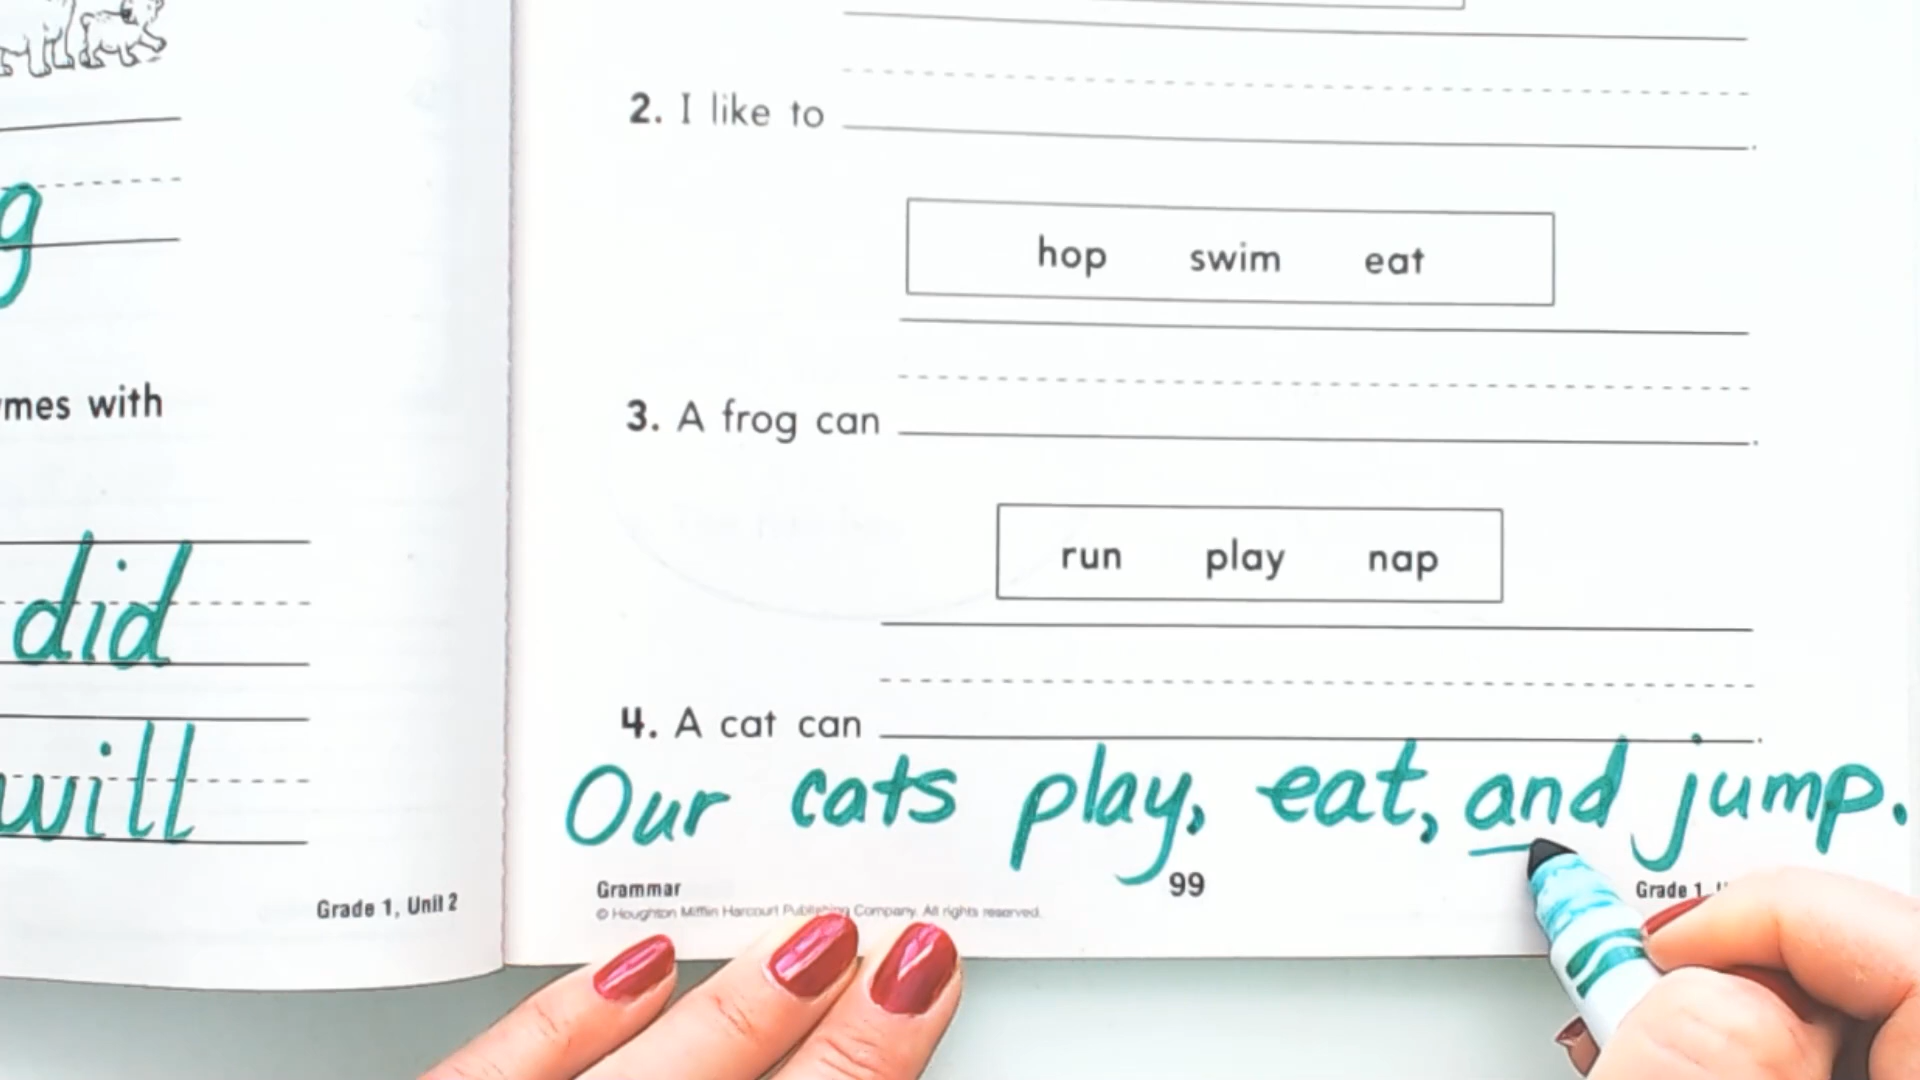 g
mes with
did
will
Grade 1, Unit 2
2. I like to .
hop swim eat
3. A frog can .
run play nap
4. A cat can .
Our cats play, eat, and jump.
Grammar
© Houghton Mifflin Harcourt Publishing Company. All rights reserved.
99
Grade 1